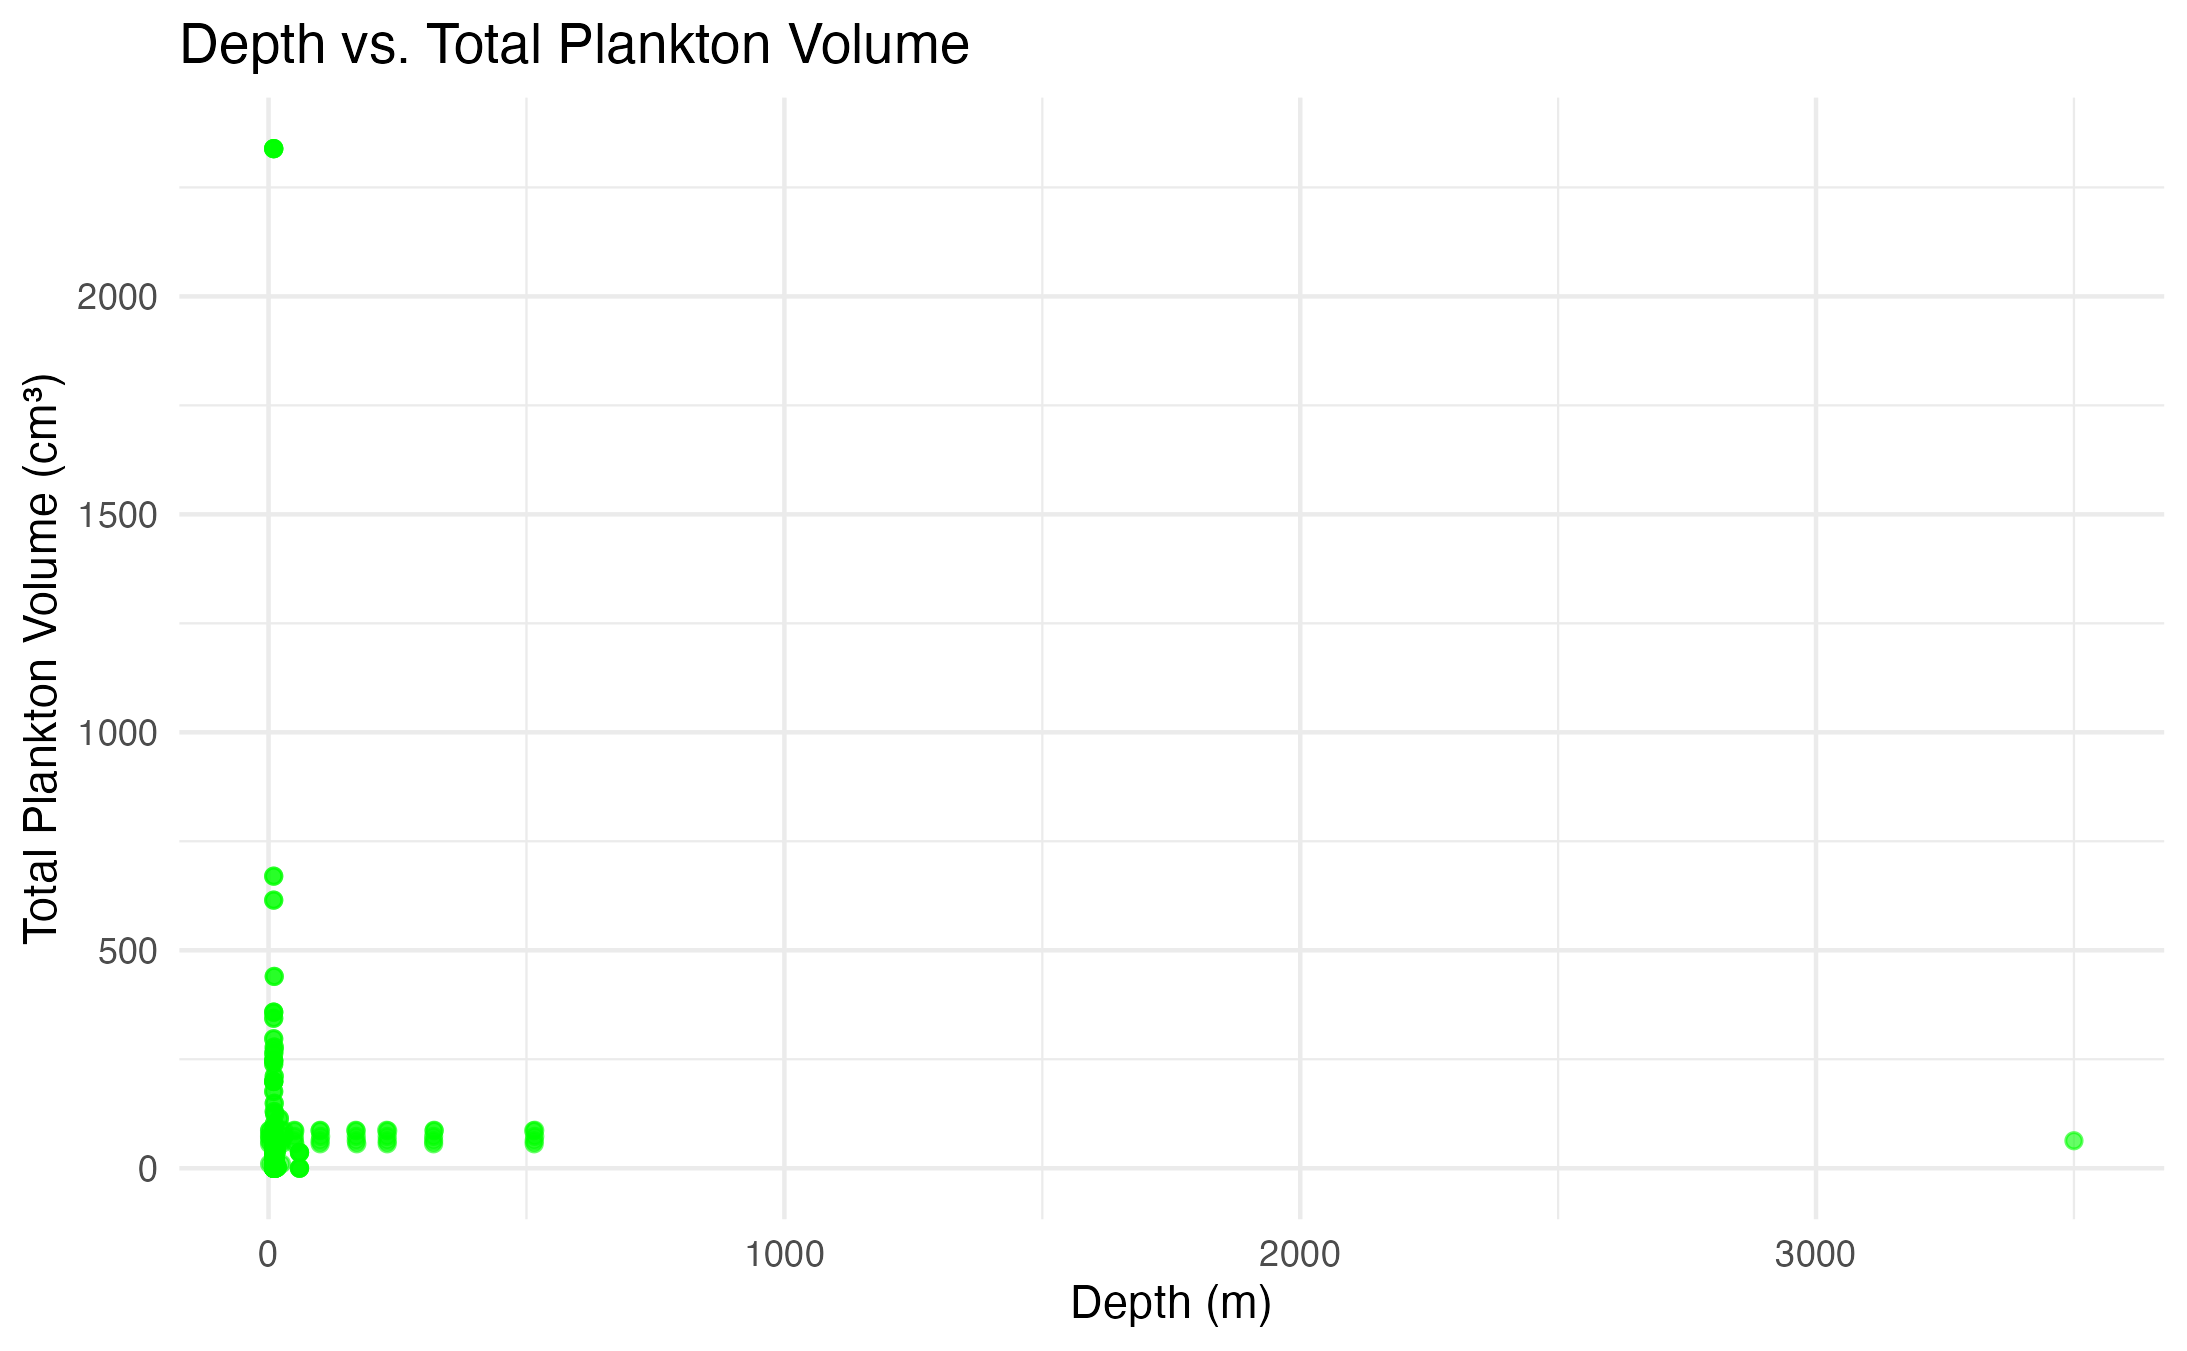 Depth vs. Total Plankton Volume
Total Plankton Volume (cm³)
2000
1500
1000
500
0
0 1000 2000 3000
Depth (m)